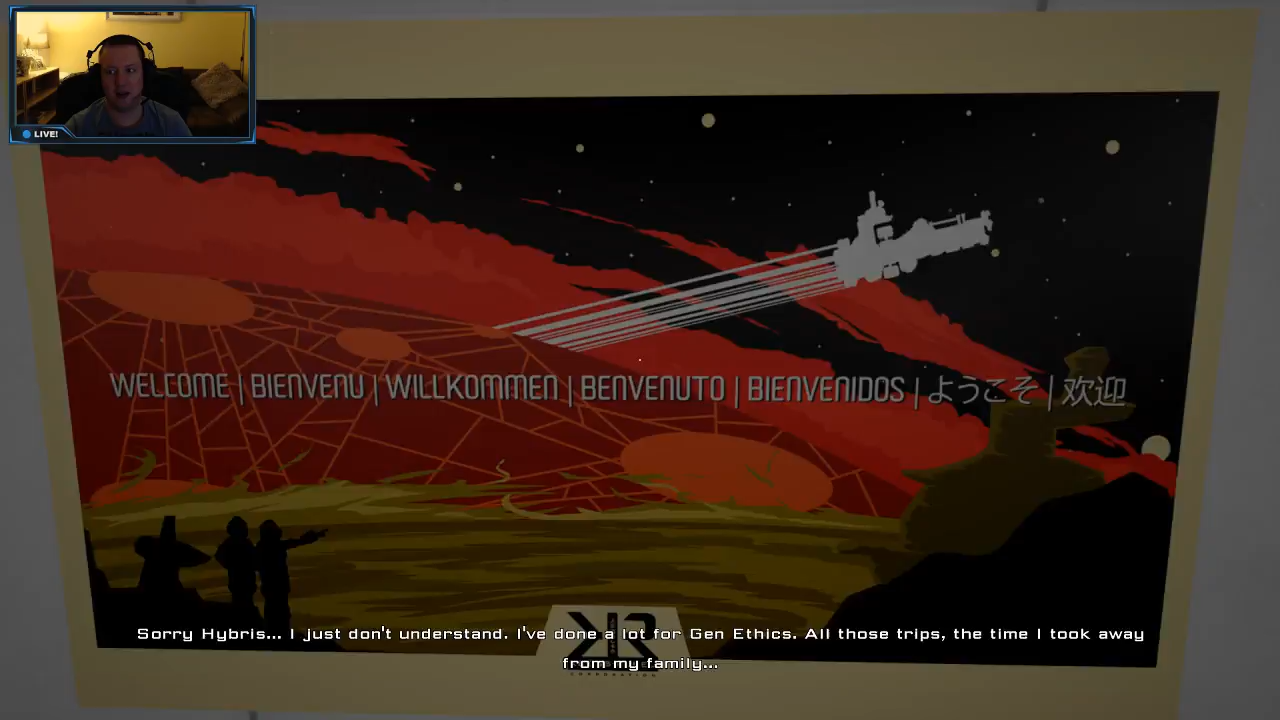 LIVE!
WELCOME | BIENVENU | WILLKOMMEN | BENVENUTO | BIENVENIDOS | ようこそ | 欢迎
Sorry Hybris... I just don't understand. I've done a lot for Gen Ethics. All those trips, the time I took away
from my family...
CORPORATION